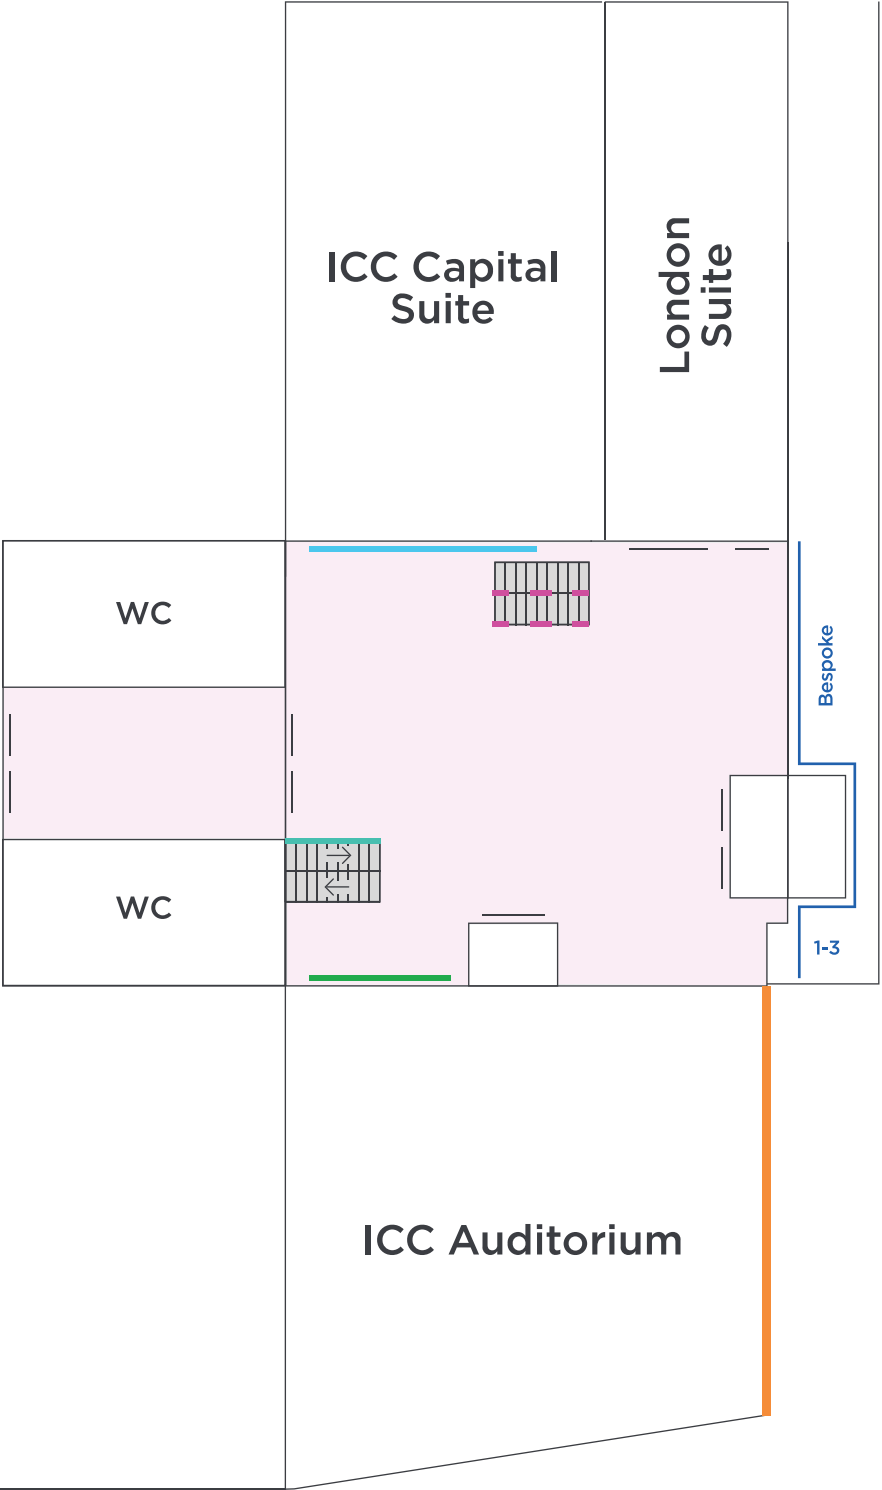 ICC Capital
Suite
London
Suite
WC
Bespoke
WC
1-3
ICC Auditorium